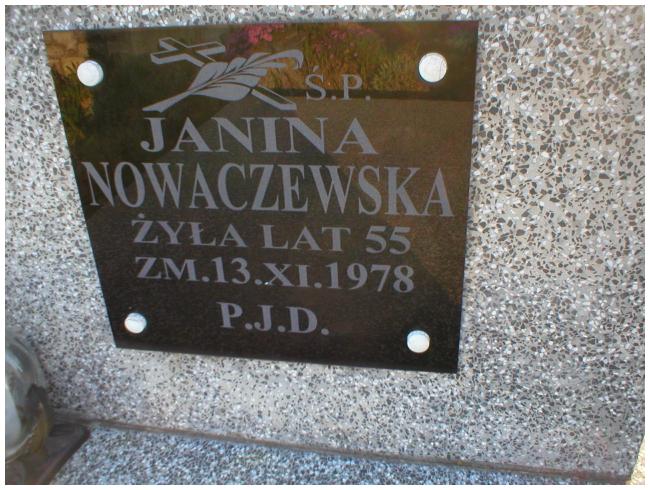 Ś.P.
JANINA
NOWACZEWSKA
ŻYŁA LAT 55
ZM.13.XI.1978
P.J.D.